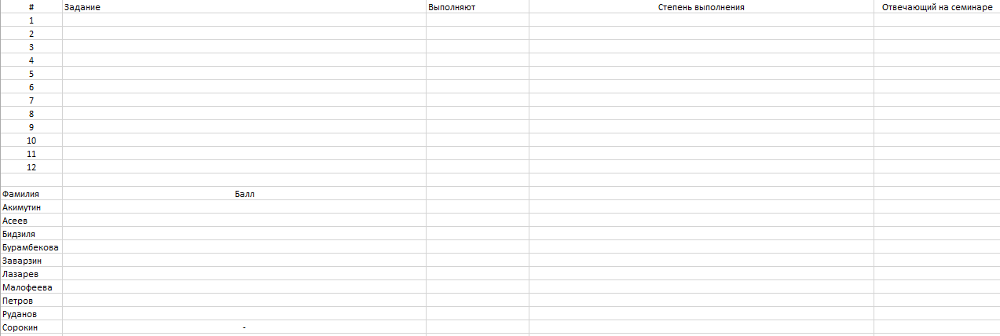 # Задание Выполняют Степень выполнения Отвечающий на семинаре
1
2
3
4
5
6
7
8
9
10
11
12
Фамилия Балл
Акимутин
Асеев
Бидзиля
Бурамбекова
Заварзин
Лазарев
Малофеева
Петров
Руданов
Сорокин -